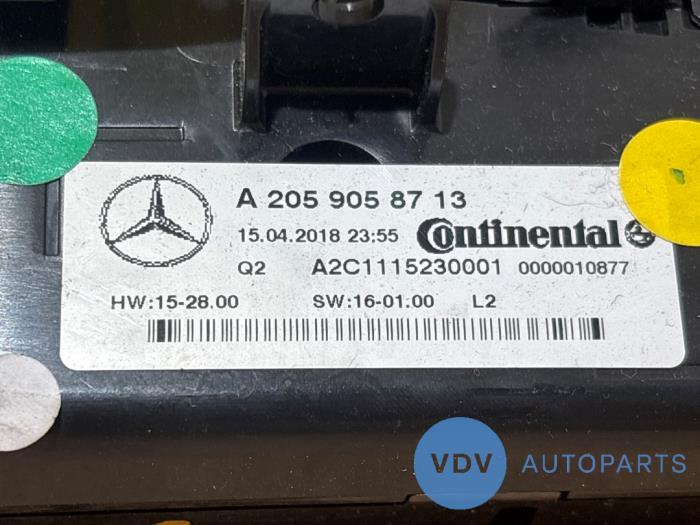 A 205 905 87 13
15.04.2018 23:55 Continental
Q2 A2C1115230001 0000010877
HW:15-28.00 SW:16-01.00 L2
VDV AUTOPARTS